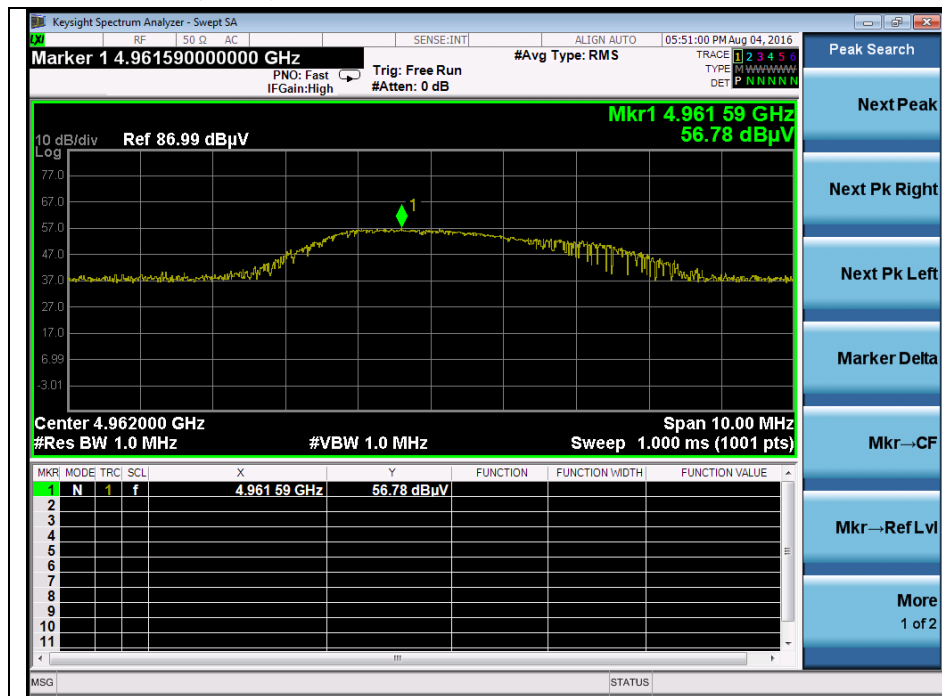 Keysight Spectrum Analyzer - Swept SA
LXI RF 50 Ω AC SENSE:INT ALIGN AUTO 05:51:00 PM Aug 04, 2016
Marker 1 4.961590000000 GHz
PNO: Fast
IFGain:High
Trig: Free Run
#Atten: 0 dB
#Avg Type: RMS
TRACE 1 2 3 4 5 6
TYPE M W W W W W
DET P N N N N N
Mkr1 4.961 59 GHz
56.78 dBµV
10 dB/div Ref 86.99 dBµV
Log
77.0
67.0
57.0
47.0
37.0
27.0
17.0
6.99
-3.01
1
Center 4.962000 GHz Span 10.00 MHz
#Res BW 1.0 MHz #VBW 1.0 MHz Sweep 1.000 ms (1001 pts)
MKR MODE TRC SCL X Y FUNCTION FUNCTION WIDTH FUNCTION VALUE
1 N 1 f 4.961 59 GHz 56.78 dBµV
2
3
4
5
6
7
8
9
10
11
MSG STATUS
Peak Search
Next Peak
Next Pk Right
Next Pk Left
Marker Delta
Mkr→CF
Mkr→Ref Lvl
More
1 of 2